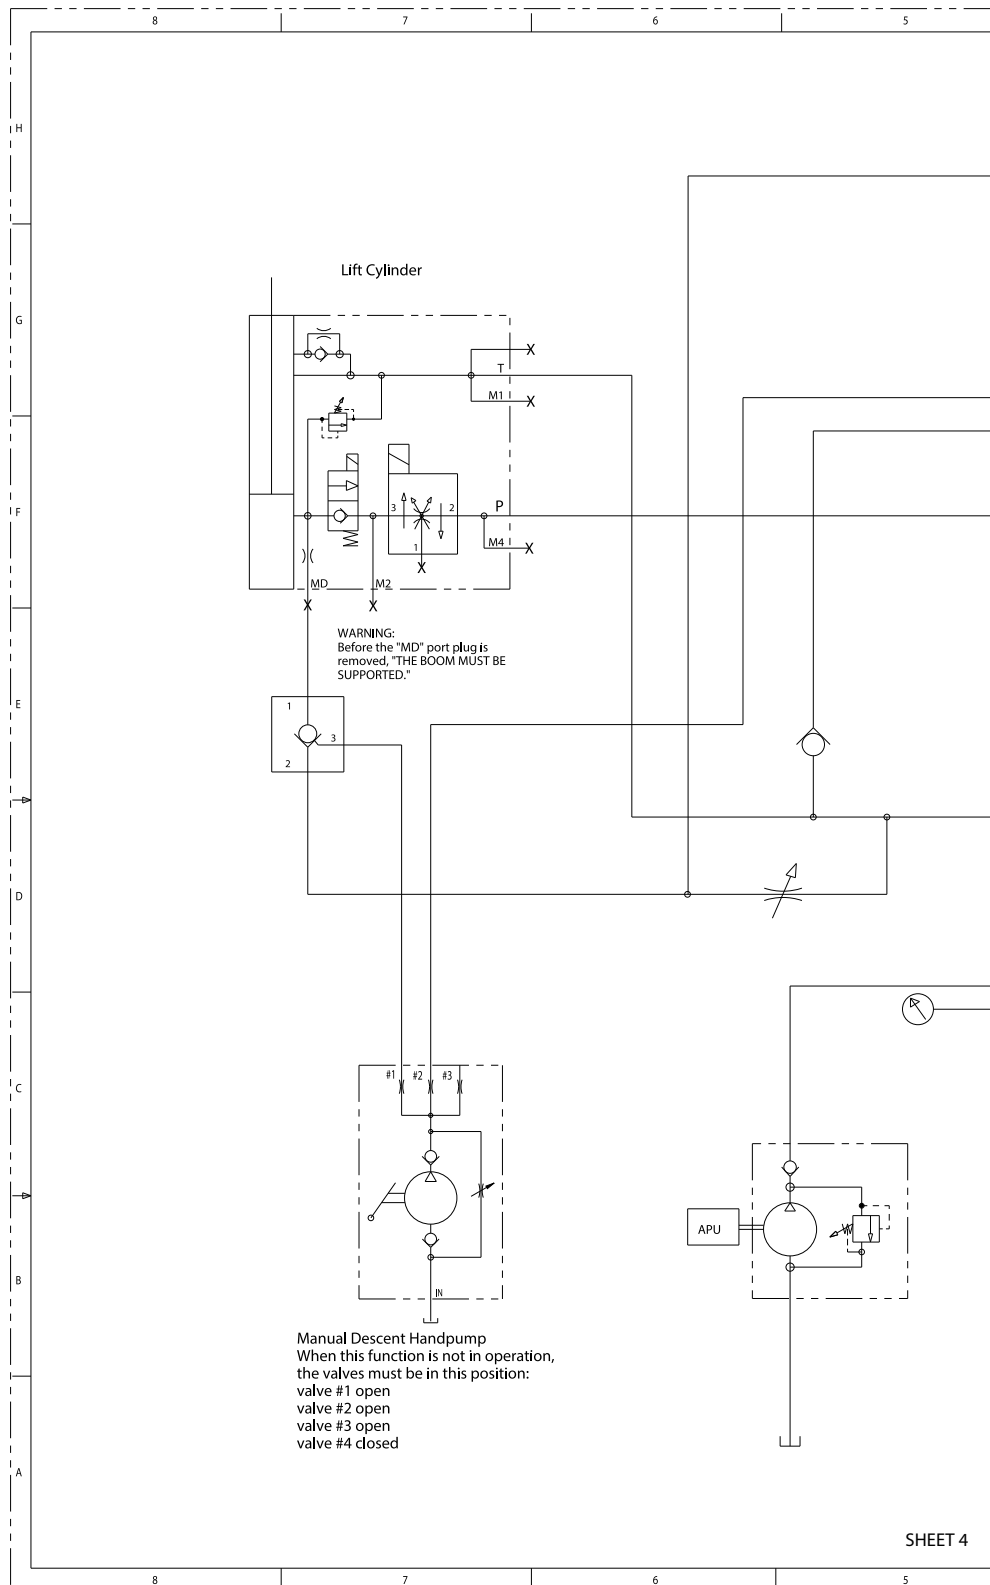 8 7 6 5
H
Lift Cylinder
G
T
M1
F
3 2 P
1 M4
MD M2
WARNING:
Before the "MD" port plug is
removed, "THE BOOM MUST BE
SUPPORTED."
E
1
3
2
D
C
#1 #2 #3
APU
B
IN
Manual Descent Handpump
When this function is not in operation,
the valves must be in this position:
valve #1 open
valve #2 open
valve #3 open
valve #4 closed
A
SHEET 4
8 7 6 5